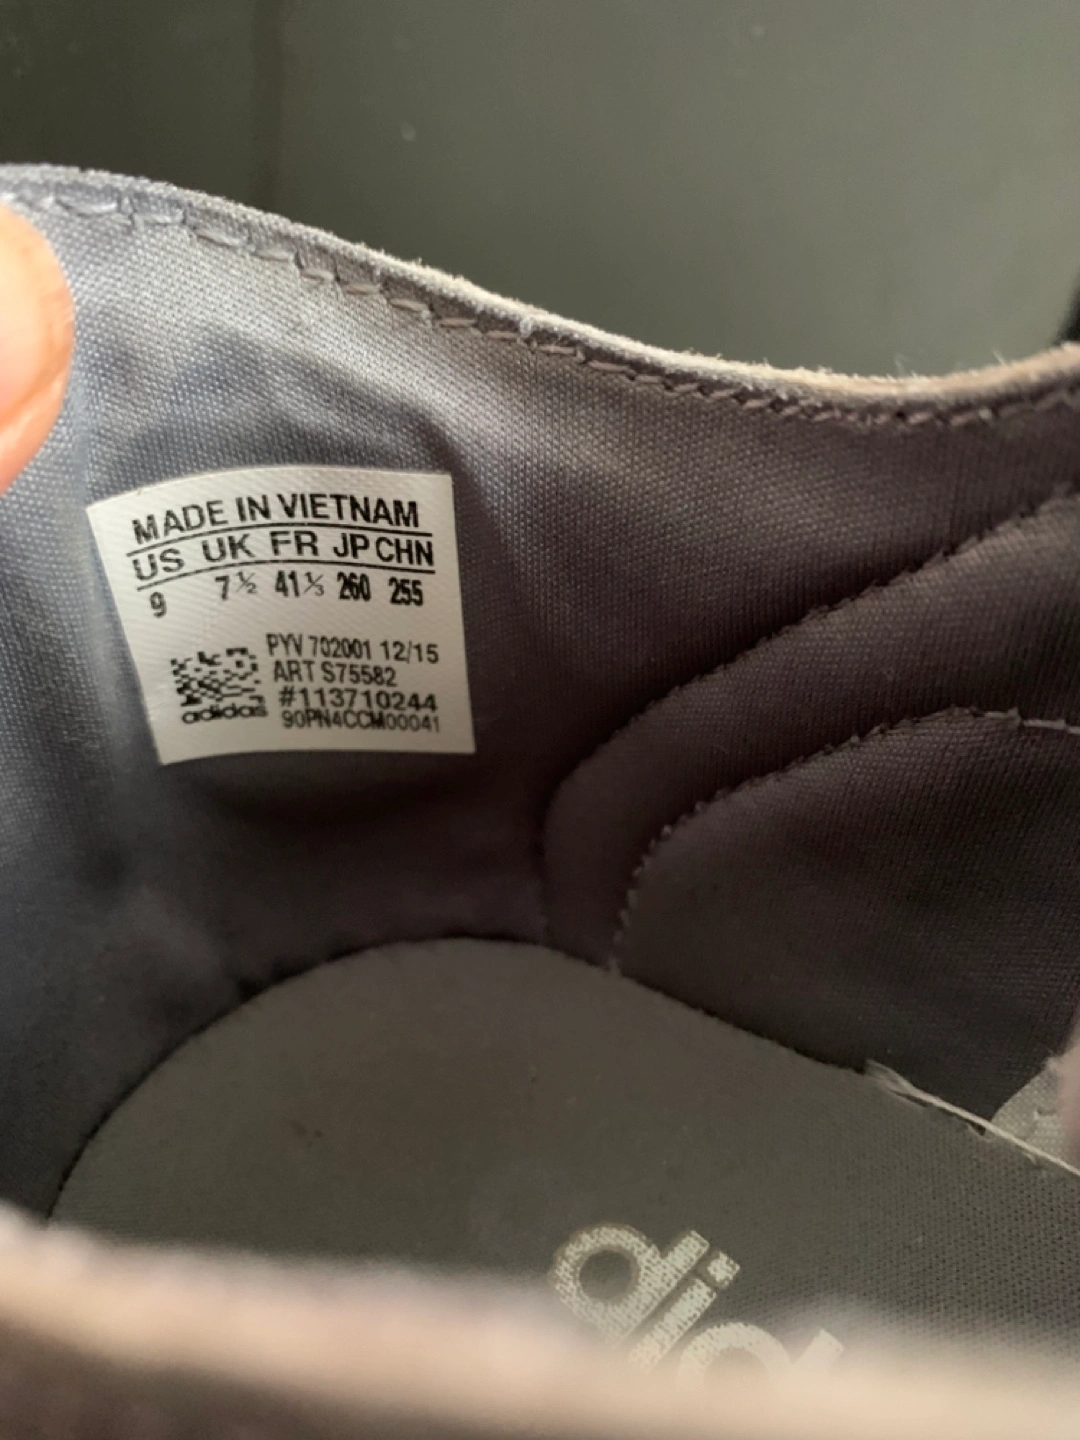 MADE IN VIETNAM
US UK FR JP CHN
9 7½ 41⅓ 260 255
PYV 702001 12/15
ART S75582
#113710244
adidas 90PN4CCM00041
adi